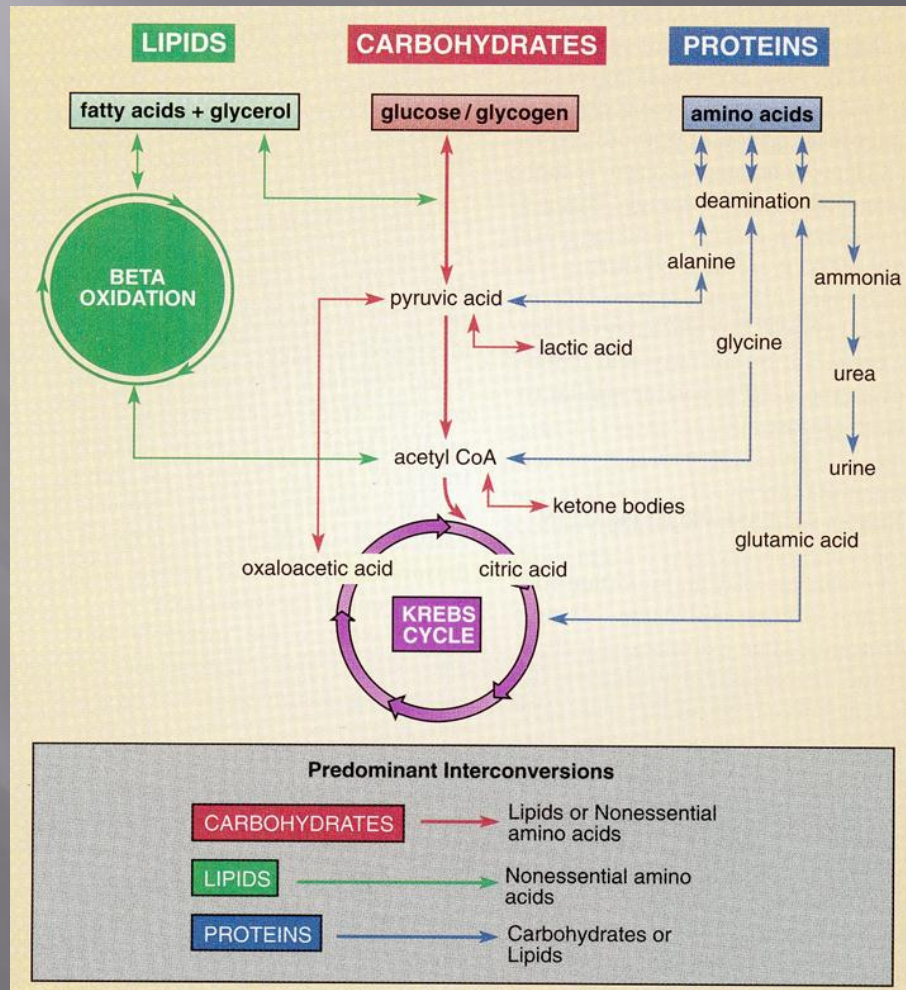 LIPIDS
CARBOHYDRATES
PROTEINS
fatty acids + glycerol
glucose / glycogen
amino acids
deamination
BETA
OXIDATION
alanine
ammonia
pyruvic acid
lactic acid
glycine
urea
acetyl CoA
urine
ketone bodies
glutamic acid
oxaloacetic acid
citric acid
KREBS
CYCLE
Predominant Interconversions
CARBOHYDRATES
Lipids or Nonessential
amino acids
LIPIDS
Nonessential amino
acids
PROTEINS
Carbohydrates or
Lipids